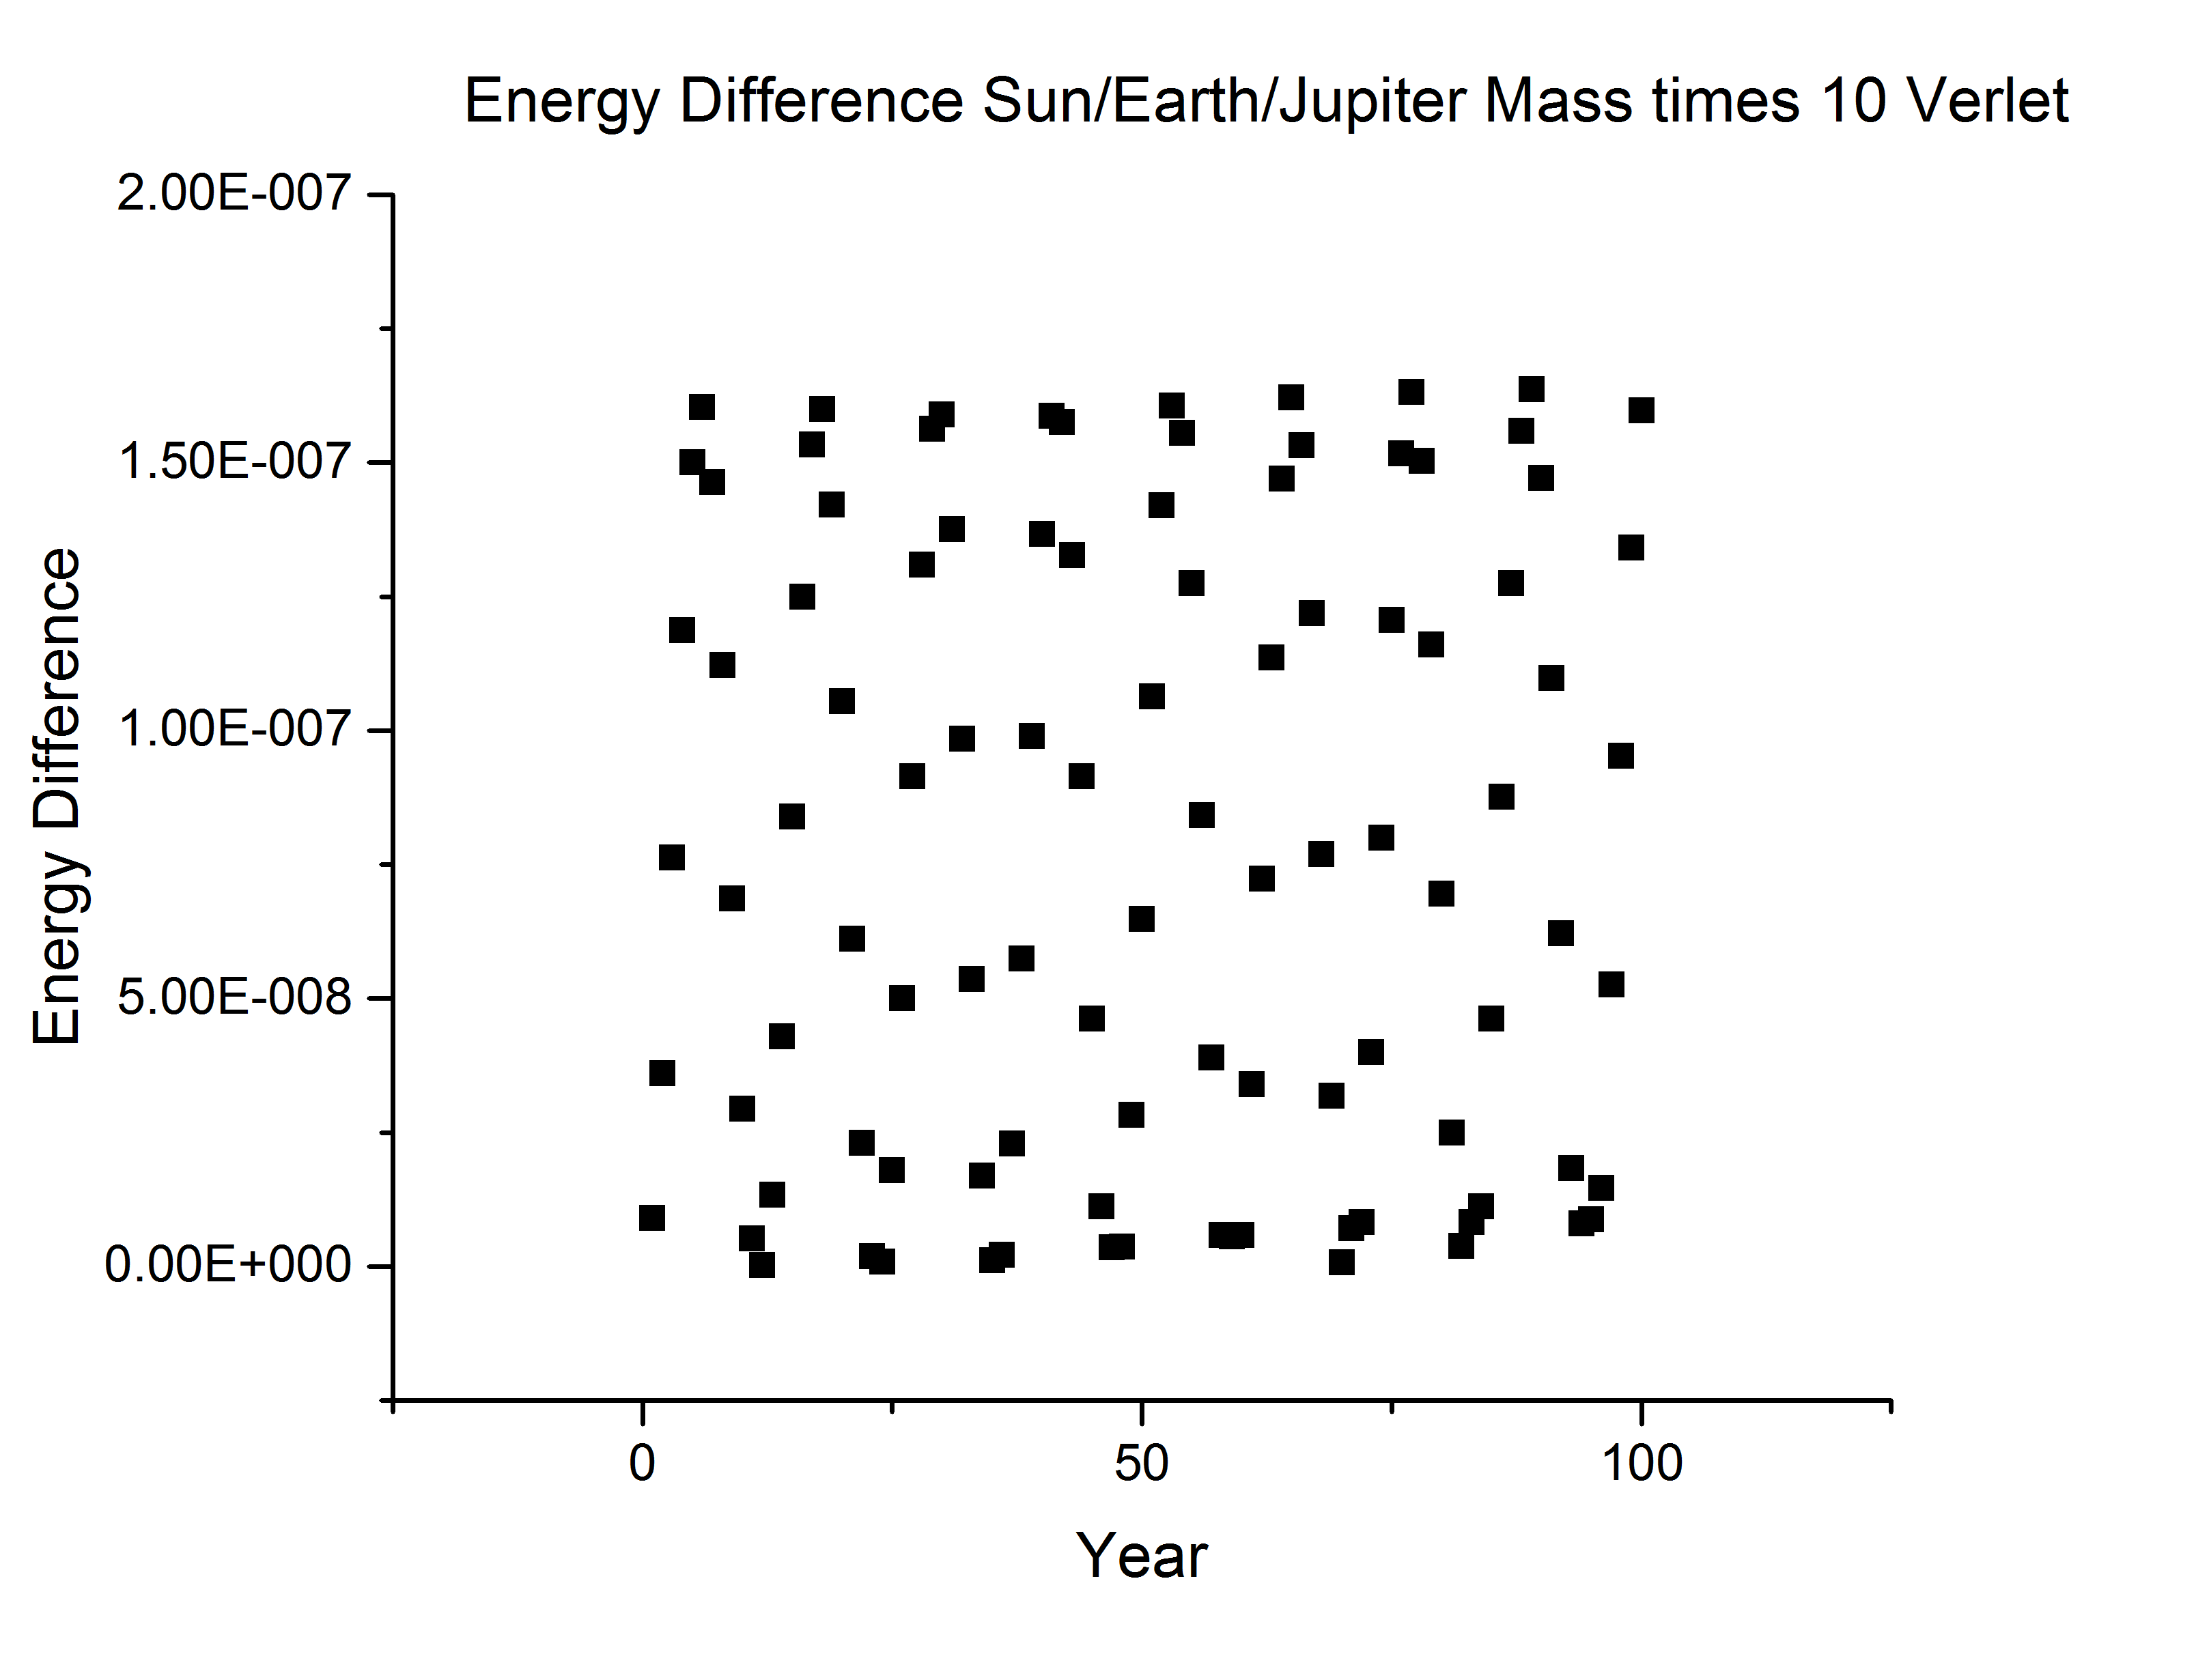 Energy Difference Sun/Earth/Jupiter Mass times 10 Verlet
2.00E-007
1.50E-007
1.00E-007
5.00E-008
0.00E+000
Energy Difference
0 50 100
Year